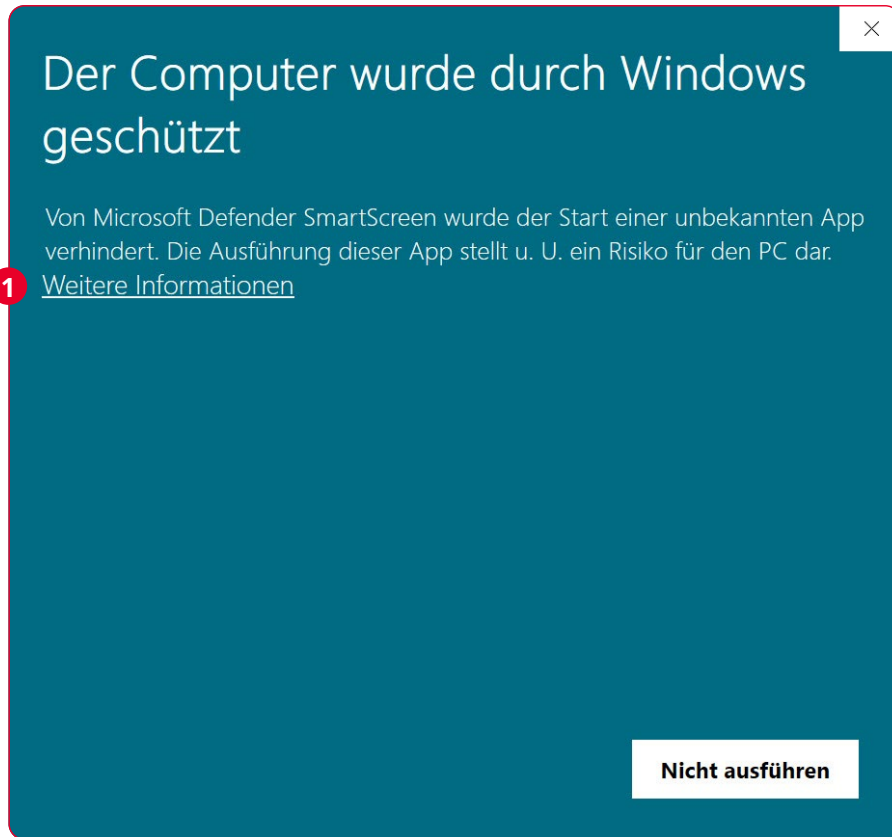 Der Computer wurde durch Windows
geschützt
Von Microsoft Defender SmartScreen wurde der Start einer unbekannten App
verhindert. Die Ausführung dieser App stellt u. U. ein Risiko für den PC dar.
1 Weitere Informationen
Nicht ausführen